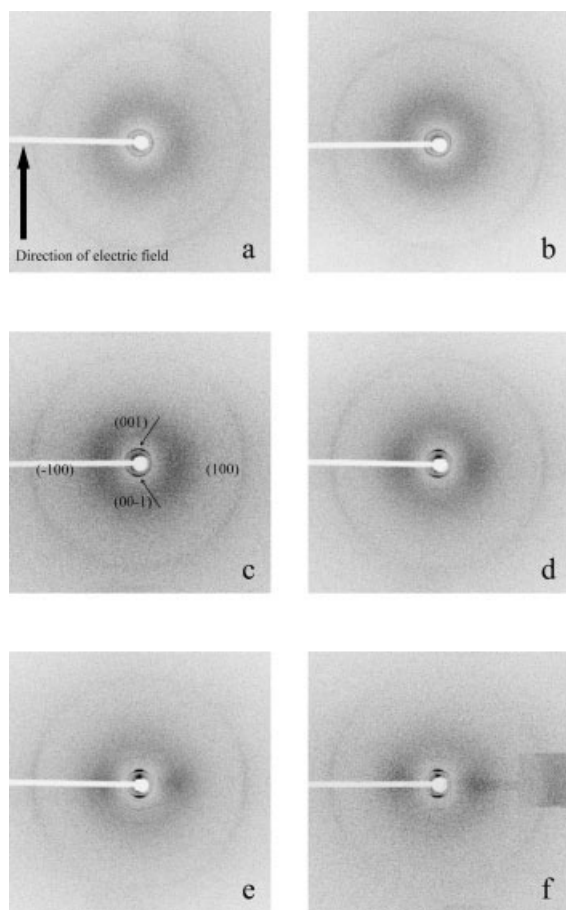 Direction of electric field
a
b
(001)
(-100)
(100)
(00-1)
c
d
e
f